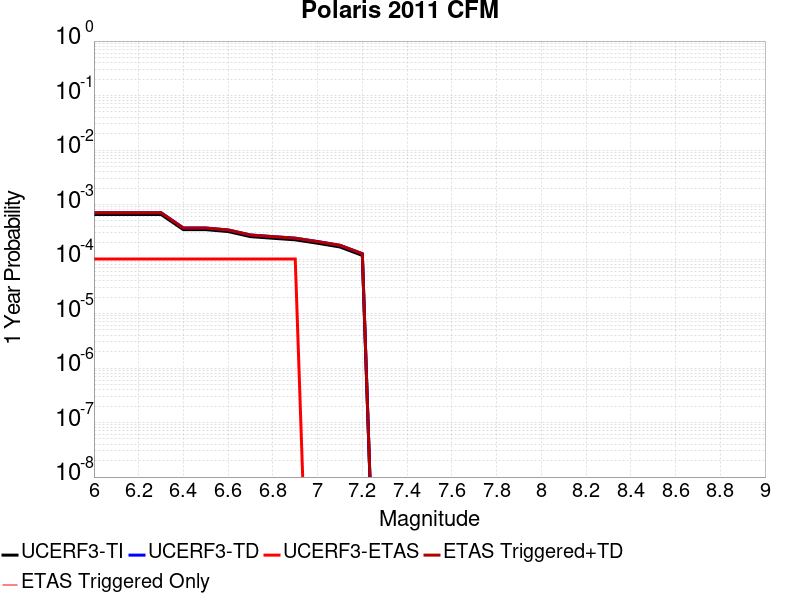 Polaris 2011 CFM
10^0
10^-1
10^-2
10^-3
10^-4
10^-5
10^-6
10^-7
10^-8
1 Year Probability
6 6.2 6.4 6.6 6.8 7 7.2 7.4 7.6 7.8 8 8.2 8.4 8.6 8.8 9
Magnitude
UCERF3-TI UCERF3-TD UCERF3-ETAS ETAS Triggered+TD
ETAS Triggered Only